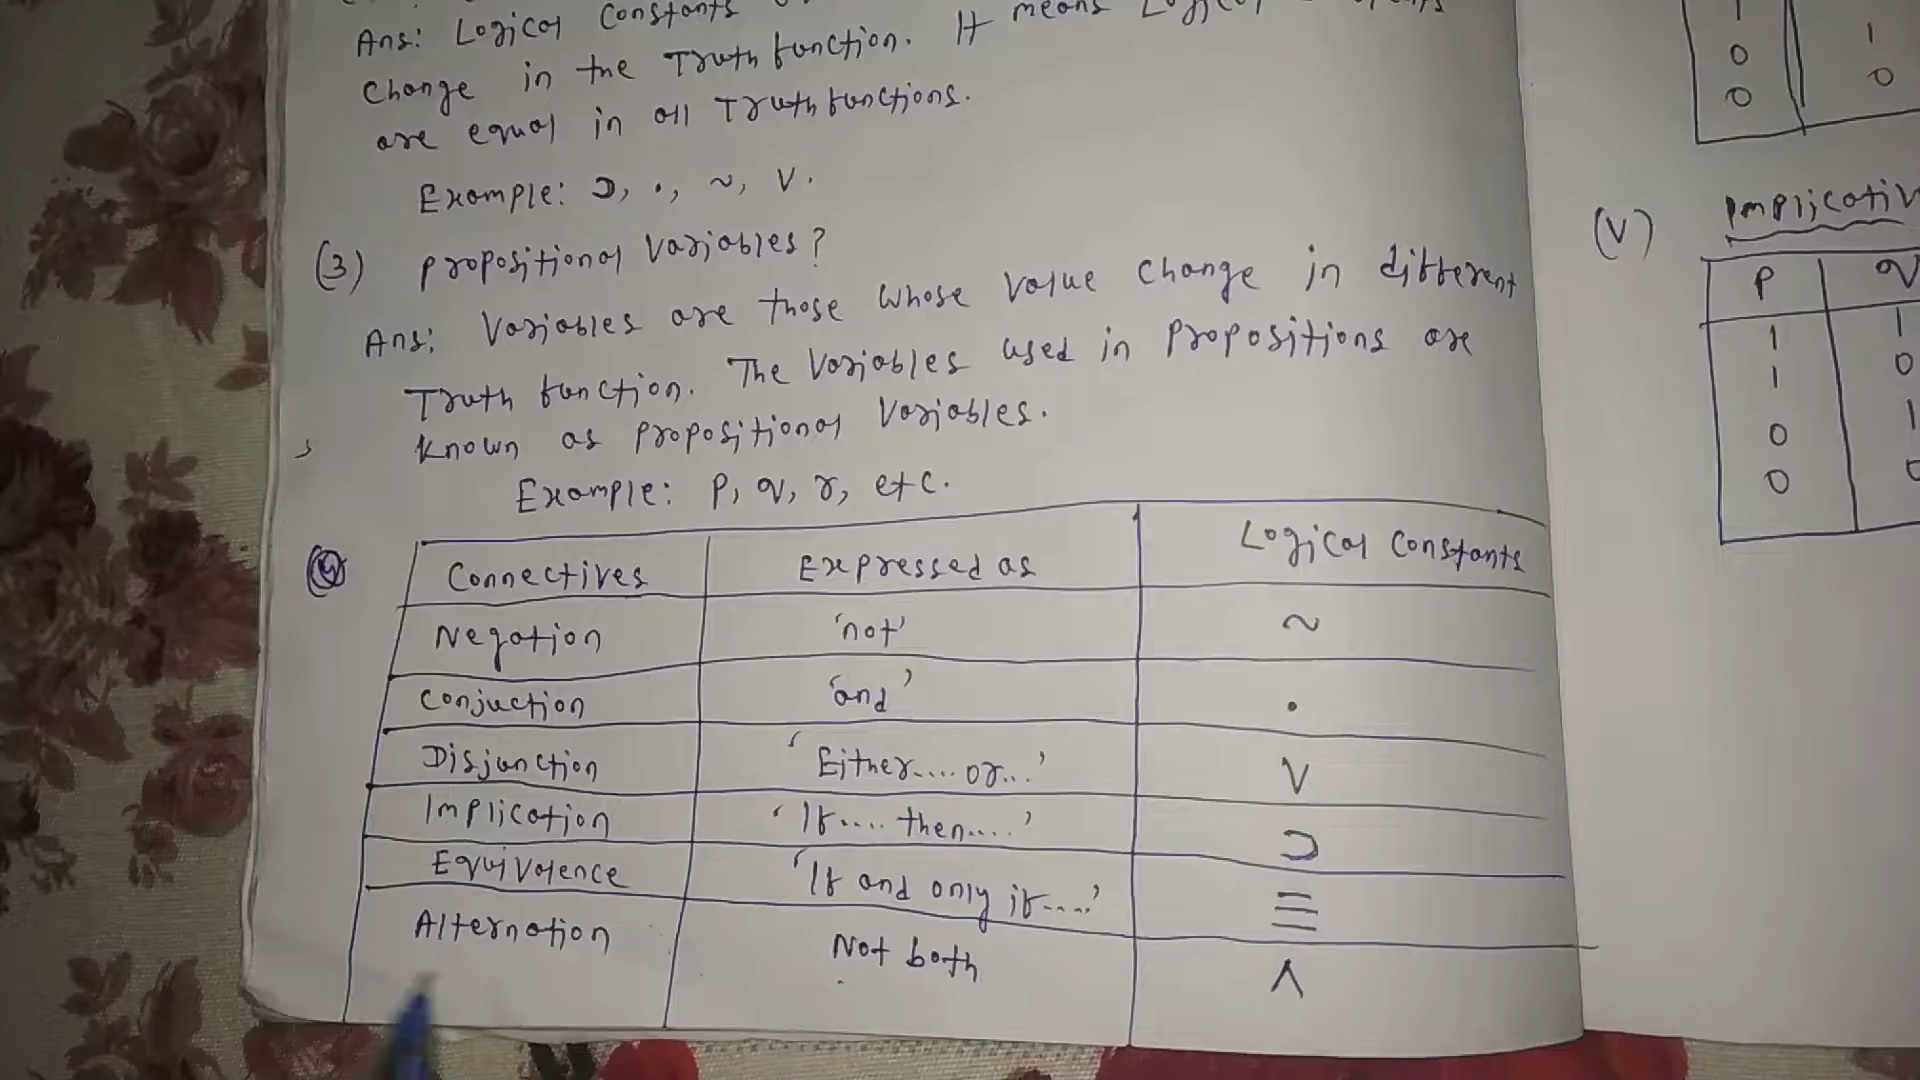 Ans: Logical Constants
Change in the Truth function. It means
are equal in all Truth functions.
Example: ⊃, ·, ~, V.
(3) Propositional Variables?
Ans: Variables are those whose value change in different
Truth function. The Variables used in Propositions are
known as Propositional Variables.
Example: P, q, r, etc.
(4)
Connectives Expressed as Logical Constants
Negation 'not' ~
Conjuction 'and' ·
Disjunction 'Either.... or...' V
Implication 'If.... then....' ⊃
Equivalence 'If and only if....' ≡
Alternation Not both ∧
0 1
0 0
(V) Implicativ
P q
1 1
1 0
0 1
0 0